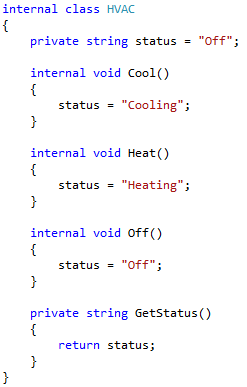 internal class HVAC
{
    private string status = "Off";

    internal void Cool()
    {
        status = "Cooling";
    }

    internal void Heat()
    {
        status = "Heating";
    }

    internal void Off()
    {
        status = "Off";
    }

    private string GetStatus()
    {
        return status;
    }
}